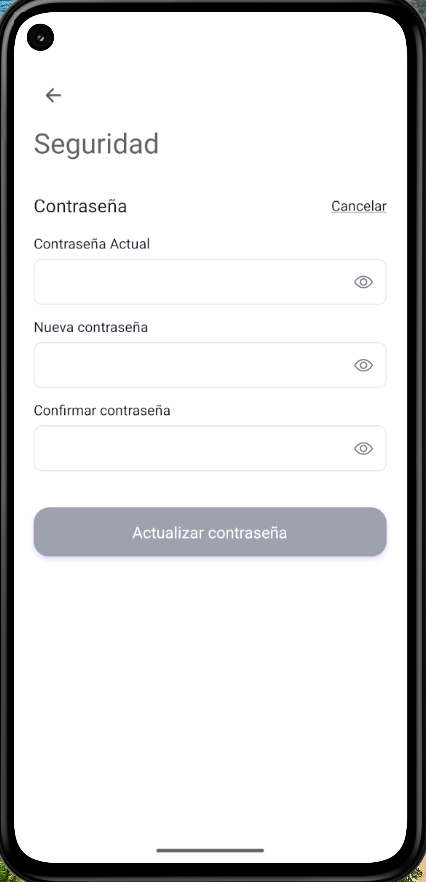 Seguridad
Contraseña
Cancelar
Contraseña Actual
Nueva contraseña
Confirmar contraseña
Actualizar contraseña